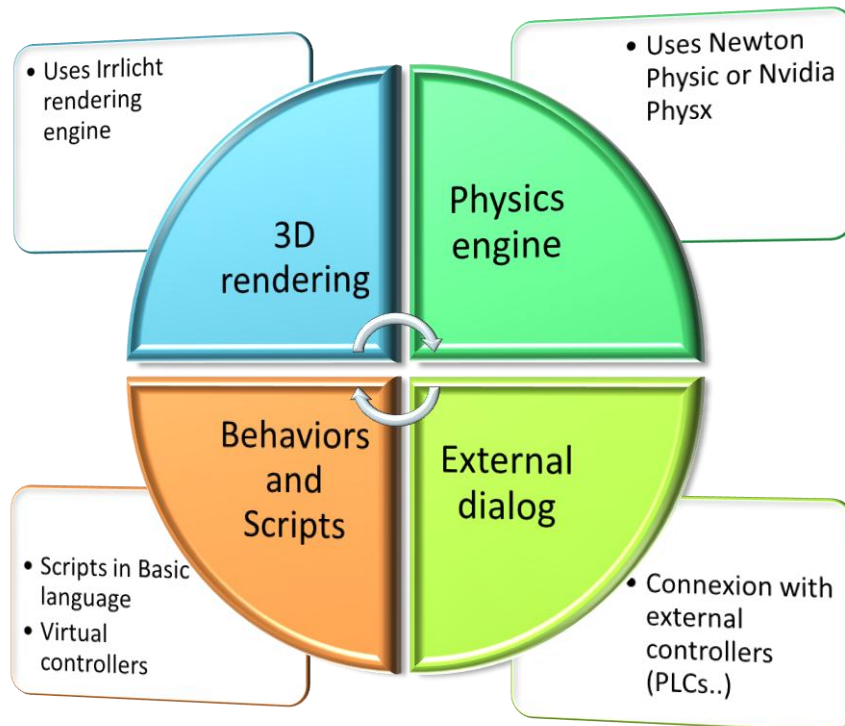 • Uses Irrlicht
rendering
engine
• Uses Newton
Physic or Nvidia
Physx
3D
rendering
Physics
engine
Behaviors
and
Scripts
External
dialog
• Scripts in Basic
language
• Virtual
controllers
• Connexion with
external
controllers
(PLCs..)